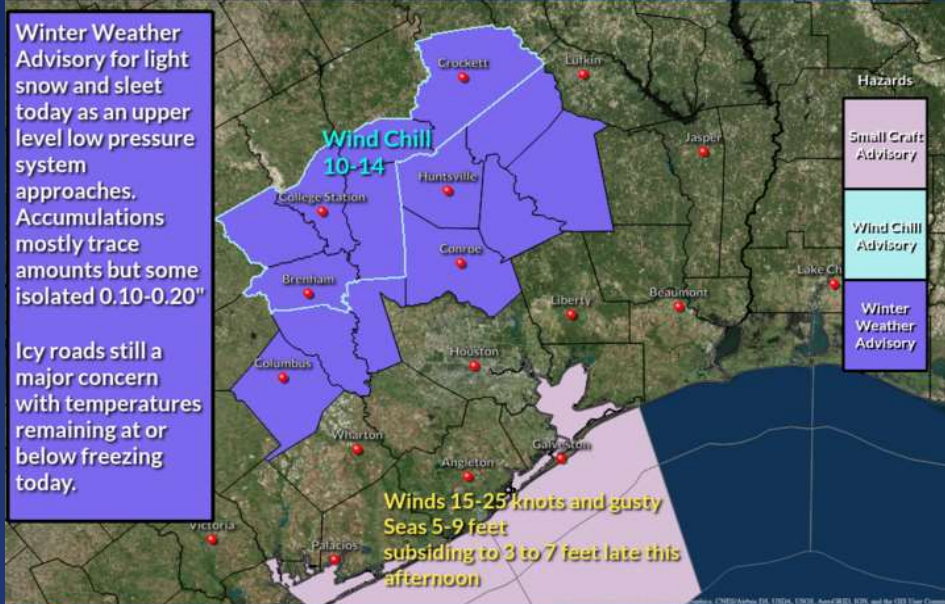 Winter Weather
Advisory for light
snow and sleet
today as an upper
level low pressure
system
approaches.
Accumulations
mostly trace
amounts but some
isolated 0.10-0.20"
Icy roads still a
major concern
with temperatures
remaining at or
below freezing
today.
Crockett
Lufkin
Wind Chill
10-14
Jasper
Huntsville
College Station
Conroe
Brenham
Liberty
Beaumont
Lake Ch
Houston
Columbus
Wharton
Galveston
Angleton
Victoria
Palacios
Winds 15-25 knots and gusty
Seas 5-9 feet
subsiding to 3 to 7 feet late this
afternoon
Hazards
Small Craft
Advisory
Wind Chill
Advisory
Winter
Weather
Advisory